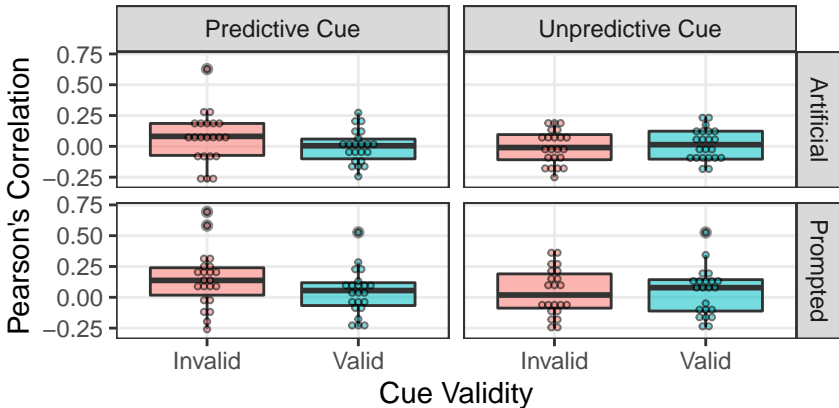 Predictive Cue
Unpredictive Cue
Pearson's Correlation
0.75
0.50
0.25
0.00
−0.25
Artificial
0.75
0.50
0.25
0.00
−0.25
Prompted
Invalid
Valid
Invalid
Valid
Cue Validity